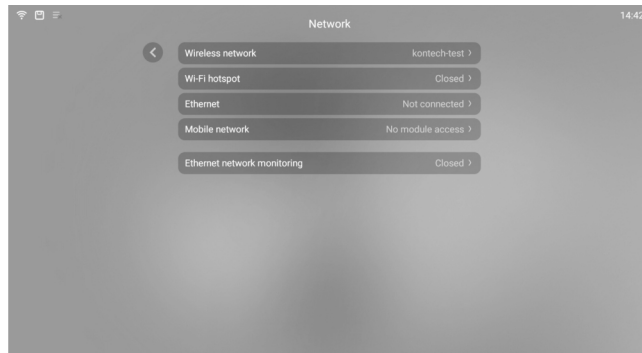 14:42
Network
Wireless network kontech-test
Wi-Fi hotspot Closed
Ethernet Not connected
Mobile network No module access
Ethernet network monitoring Closed